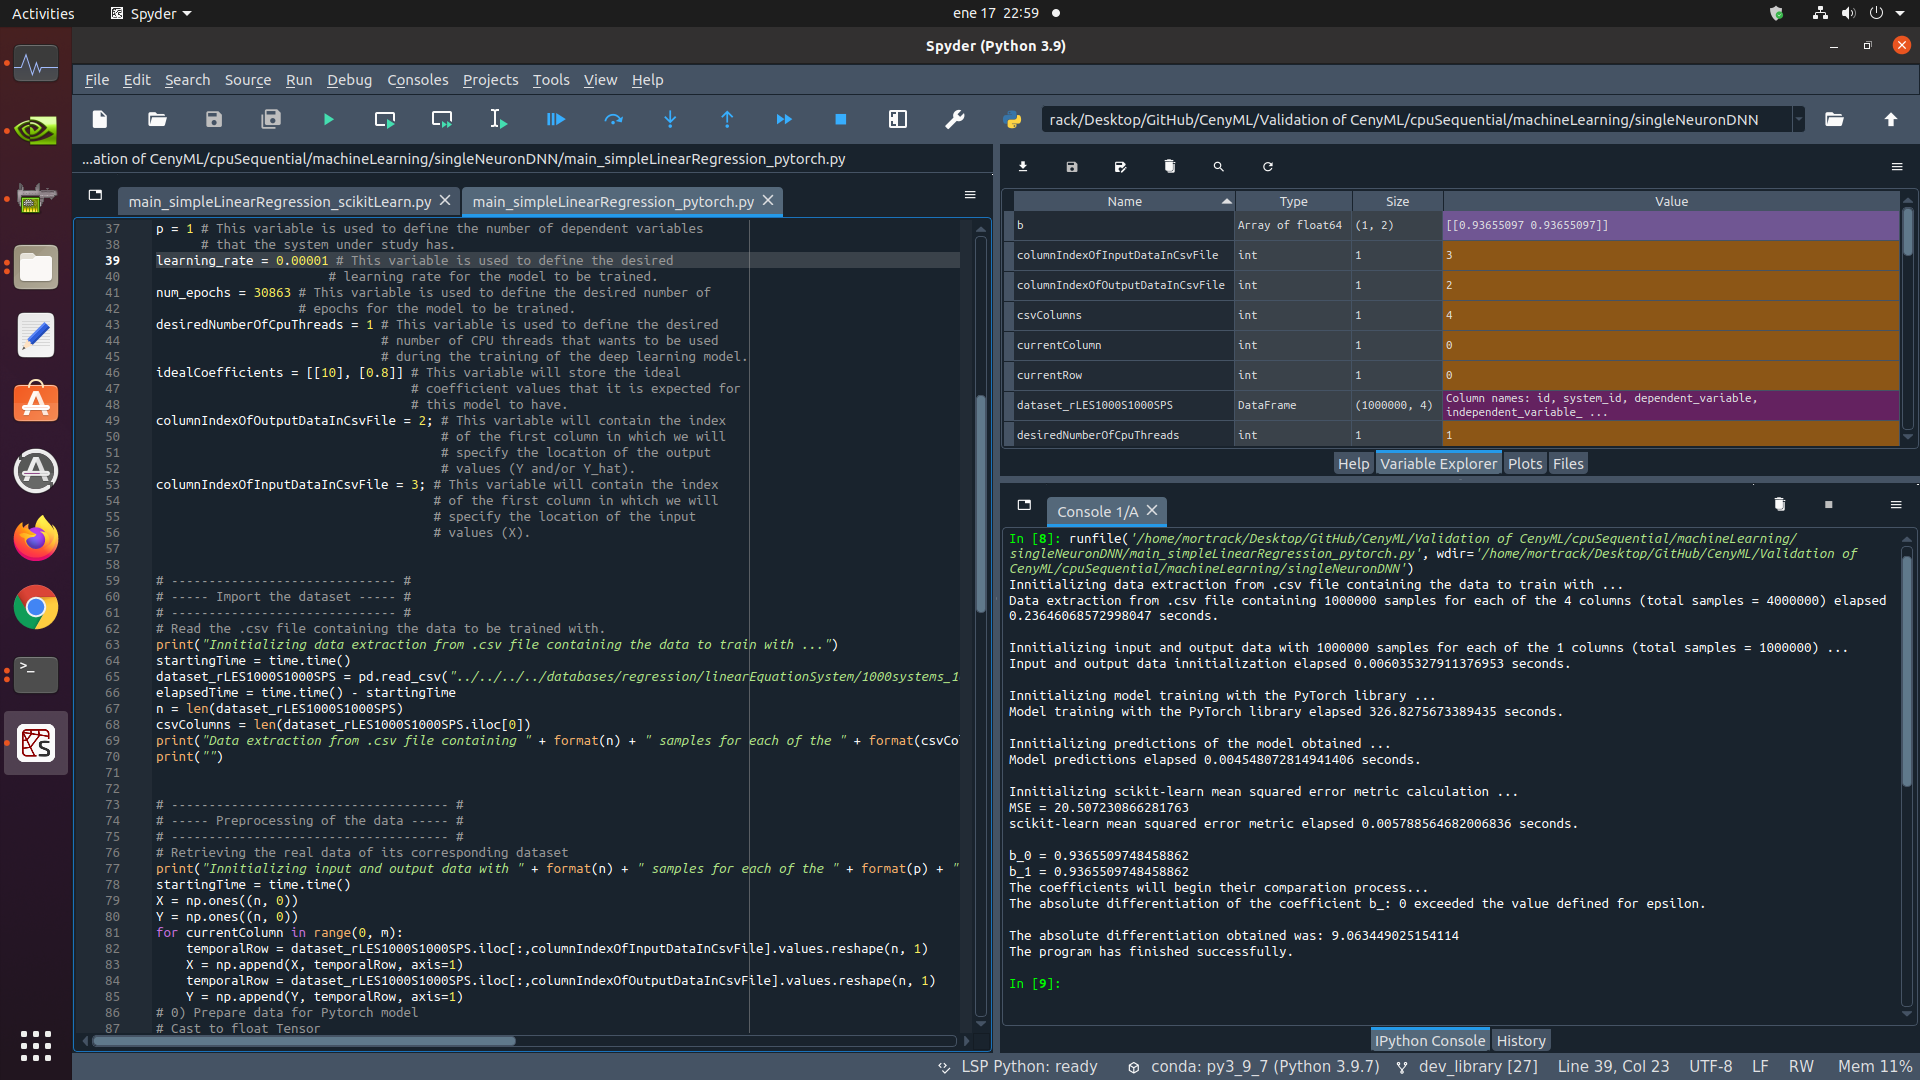 Activities
Spyder
ene 17 22:59
Spyder (Python 3.9)
File Edit Search Source Run Debug Consoles Projects Tools View Help
rack/Desktop/GitHub/CenyML/Validation of CenyML/cpuSequential/machineLearning/singleNeuronDNN
...ation of CenyML/cpuSequential/machineLearning/singleNeuronDNN/main_simpleLinearRegression_pytorch.py
main_simpleLinearRegression_scikitLearn.py
main_simpleLinearRegression_pytorch.py
37 p = 1 # This variable is used to define the number of dependent variables
38 # that the system under study has.
39 learning_rate = 0.00001 # This variable is used to define the desired
40 # learning rate for the model to be trained.
41 num_epochs = 30863 # This variable is used to define the desired number of
42 # epochs for the model to be trained.
43 desiredNumberOfCpuThreads = 1 # This variable is used to define the desired
44 # number of CPU threads that wants to be used
45 # during the training of the deep learning model.
46 idealCoefficients = [[10], [0.8]] # This variable will store the ideal
47 # coefficient values that it is expected for
48 # this model to have.
49 columnIndexOfOutputDataInCsvFile = 2; # This variable will contain the index
50 # of the first column in which we will
51 # specify the location of the output
52 # values (Y and/or Y_hat).
53 columnIndexOfInputDataInCsvFile = 3; # This variable will contain the index
54 # of the first column in which we will
55 # specify the location of the input
56 # values (X).
57
58
59 # ------------------------------ #
60 # ----- Import the dataset ----- #
61 # ------------------------------ #
62 # Read the .csv file containing the data to be trained with.
63 print("Innitializing data extraction from .csv file containing the data to train with ...")
64 startingTime = time.time()
65 dataset_rLES1000S1000SPS = pd.read_csv("../../../../databases/regression/linearEquationSystem/1000systems_1
66 elapsedTime = time.time() - startingTime
67 n = len(dataset_rLES1000S1000SPS)
68 csvColumns = len(dataset_rLES1000S1000SPS.iloc[0])
69 print("Data extraction from .csv file containing " + format(n) + " samples for each of the " + format(csvCo
70 print("")
71
72
73 # ------------------------------------- #
74 # ----- Preprocessing of the data ----- #
75 # ------------------------------------- #
76 # Retrieving the real data of its corresponding dataset
77 print("Innitializing input and output data with " + format(n) + " samples for each of the " + format(p) + "
78 startingTime = time.time()
79 X = np.ones((n, 0))
80 Y = np.ones((n, 0))
81 for currentColumn in range(0, m):
82 temporalRow = dataset_rLES1000S1000SPS.iloc[:,columnIndexOfInputDataInCsvFile].values.reshape(n, 1)
83 X = np.append(X, temporalRow, axis=1)
84 temporalRow = dataset_rLES1000S1000SPS.iloc[:,columnIndexOfOutputDataInCsvFile].values.reshape(n, 1)
85 Y = np.append(Y, temporalRow, axis=1)
86 # 0) Prepare data for Pytorch model
87 # Cast to float Tensor
Name Type Size Value
b Array of float64 (1, 2) [[0.93655097 0.93655097]]
columnIndexOfInputDataInCsvFile int 1 3
columnIndexOfOutputDataInCsvFile int 1 2
csvColumns int 1 4
currentColumn int 1 0
currentRow int 1 0
dataset_rLES1000S1000SPS DataFrame (1000000, 4) Column names: id, system_id, dependent_variable,
independent_variable_ ...
desiredNumberOfCpuThreads int 1 1
Help Variable Explorer Plots Files
Console 1/A
In [8]: runfile('/home/mortrack/Desktop/GitHub/CenyML/Validation of CenyML/cpuSequential/machineLearning/
singleNeuronDNN/main_simpleLinearRegression_pytorch.py', wdir='/home/mortrack/Desktop/GitHub/CenyML/Validation of
CenyML/cpuSequential/machineLearning/singleNeuronDNN')
Innitializing data extraction from .csv file containing the data to train with ...
Data extraction from .csv file containing 1000000 samples for each of the 4 columns (total samples = 4000000) elapsed
0.23646068572998047 seconds.
Innitializing input and output data with 1000000 samples for each of the 1 columns (total samples = 1000000) ...
Input and output data innitialization elapsed 0.006035327911376953 seconds.
Innitializing model training with the PyTorch library ...
Model training with the PyTorch library elapsed 326.8275673389435 seconds.
Innitializing predictions of the model obtained ...
Model predictions elapsed 0.004548072814941406 seconds.
Innitializing scikit-learn mean squared error metric calculation ...
MSE = 20.507230866281763
scikit-learn mean squared error metric elapsed 0.005788564682006836 seconds.
b_0 = 0.9365509748458862
b_1 = 0.9365509748458862
The coefficients will begin their comparation process...
The absolute differentiation of the coefficient b_: 0 exceeded the value defined for epsilon.
The absolute differentiation obtained was: 9.063449025154114
The program has finished successfully.
In [9]:
IPython Console History
LSP Python: ready
conda: py3_9_7 (Python 3.9.7)
dev_library [27]
Line 39, Col 23
UTF-8
LF
RW
Mem 11%